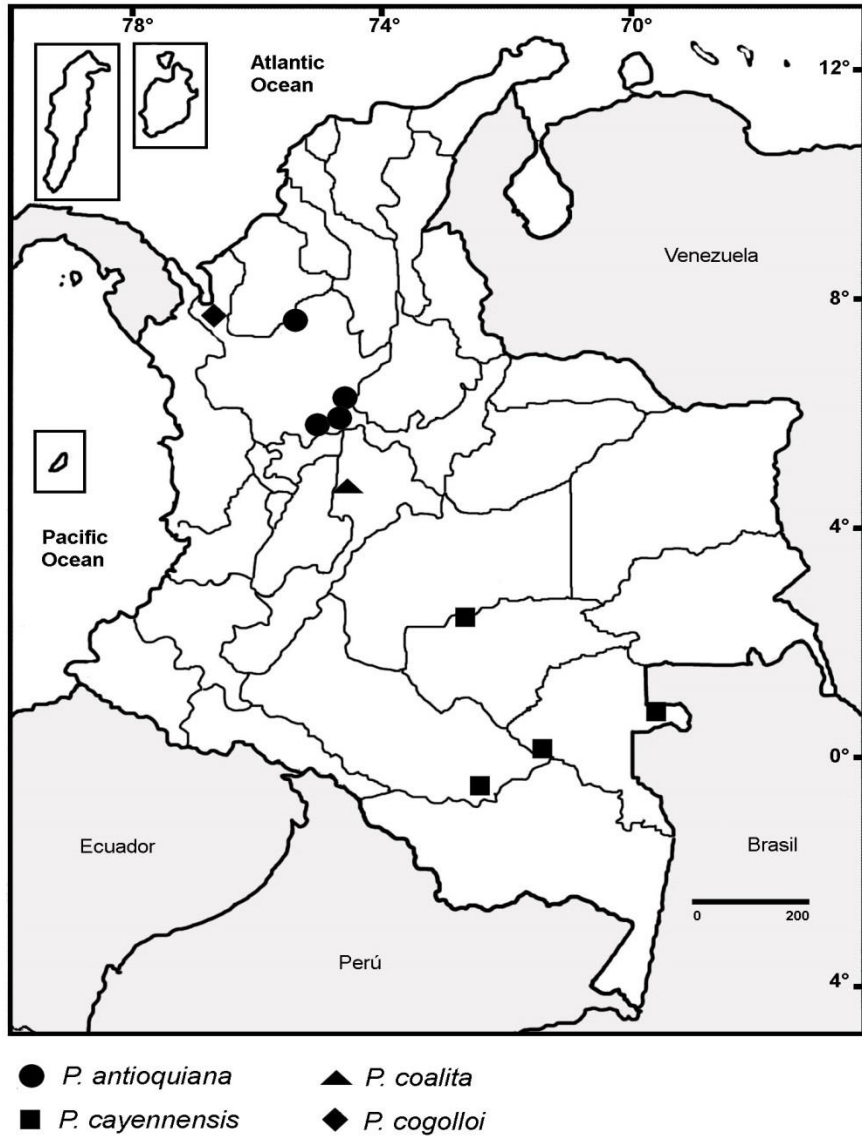 78° 74° 70°
Atlantic
Ocean
12°
Venezuela
8°
Pacific
Ocean
4°
0°
Ecuador
Brasil
0 200
Perú
4°
P. antioquiana
P. coalita
P. cayennensis
P. cogolloi